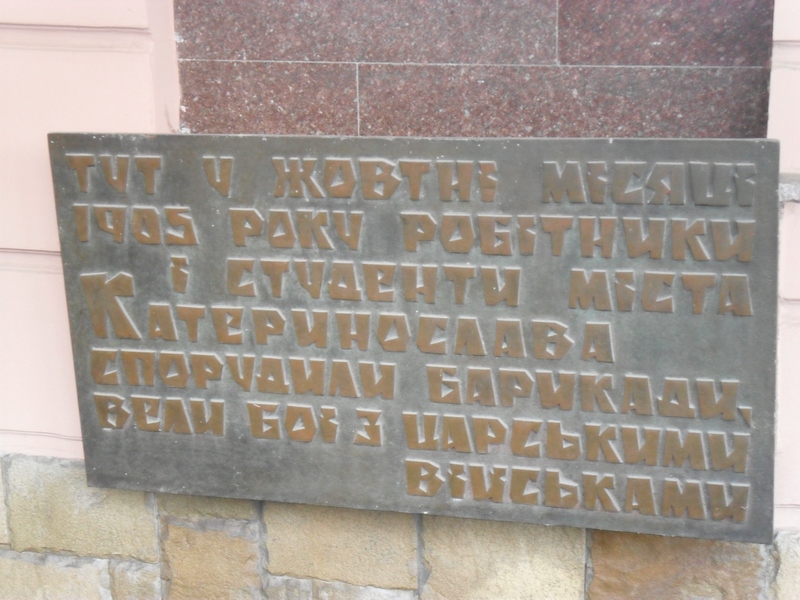 ТУТ У ЖОВТНІ МІСЯЦІ
1905 РОКУ РОБІТНИКИ
І СТУДЕНТИ МІСТА
КАТЕРИНОСЛАВА
СПОРУДИЛИ БАРИКАДИ,
ВЕЛИ БОЇ З ЦАРСЬКИМИ
ВІЙСЬКАМИ